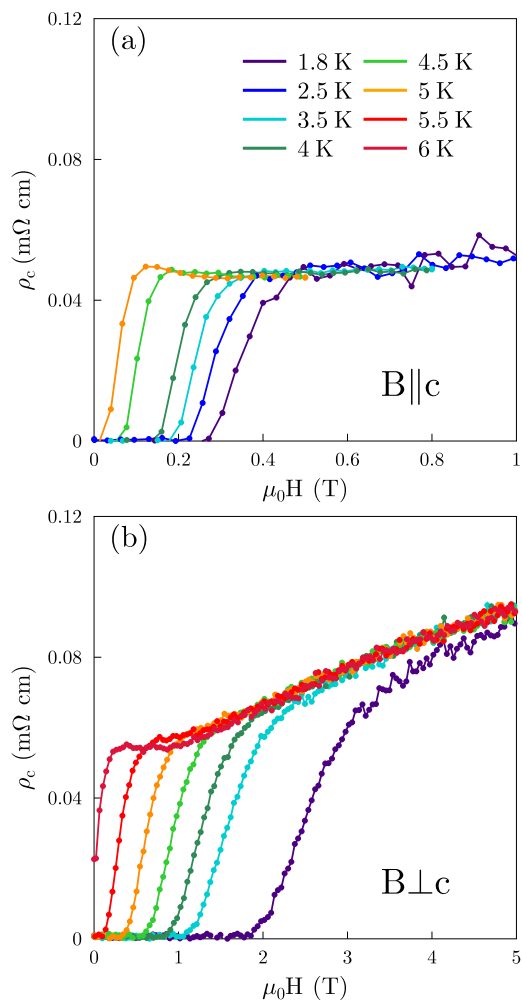 0.12
(a)
1.8 K 4.5 K
2.5 K 5 K
3.5 K 5.5 K
4 K 6 K
0.08
ρc (mΩ cm)
0.04
B∥c
0
0 0.2 0.4 0.6 0.8 1
μ0H (T)
0.12
(b)
0.08
ρc (mΩ cm)
0.04
B⊥c
0
0 1 2 3 4 5
μ0H (T)